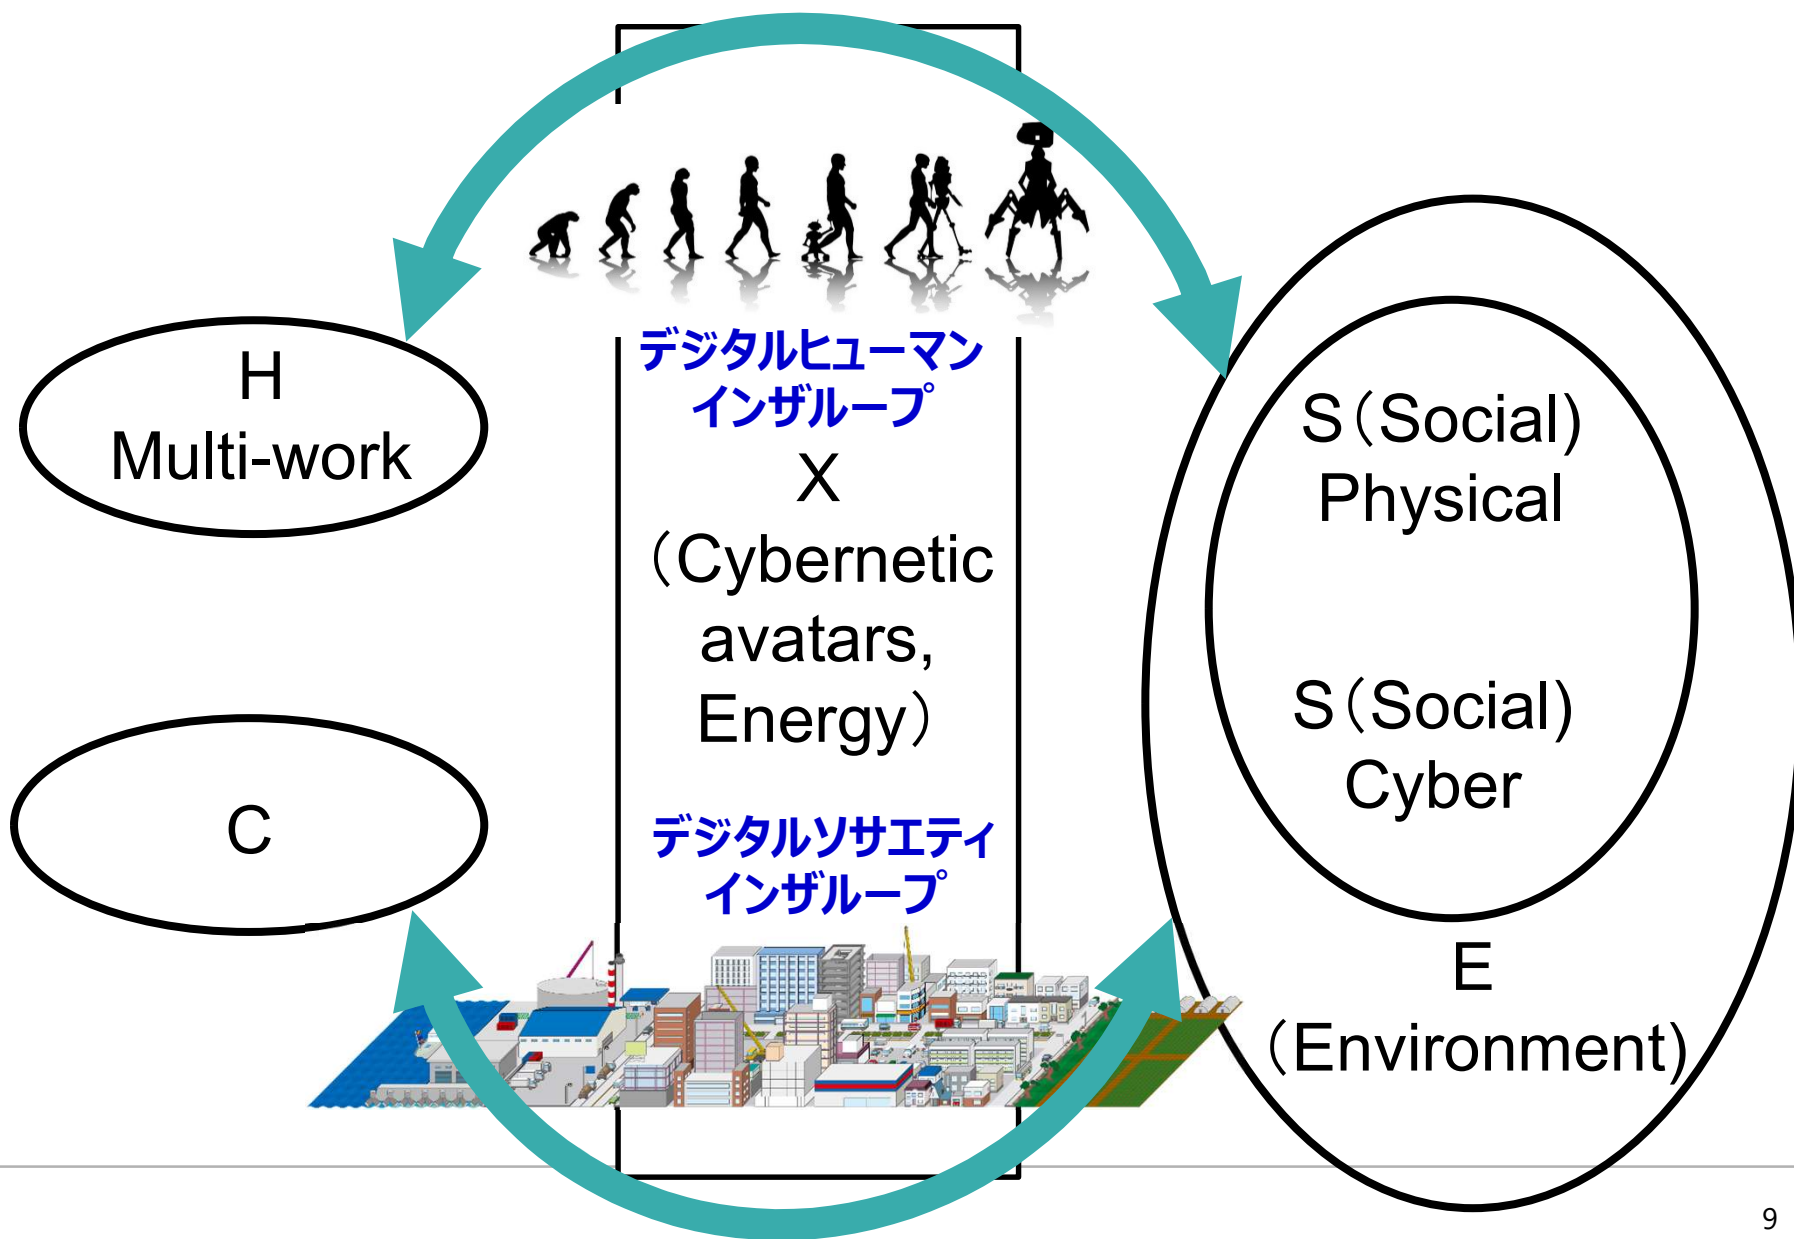 H
Multi-work
C
デジタルヒューマン
インザループ
X
（Cybernetic
avatars,
Energy）
デジタルソサエティ
インザループ
S（Social)
Physical
S（Social)
Cyber
E
（Environment)
9